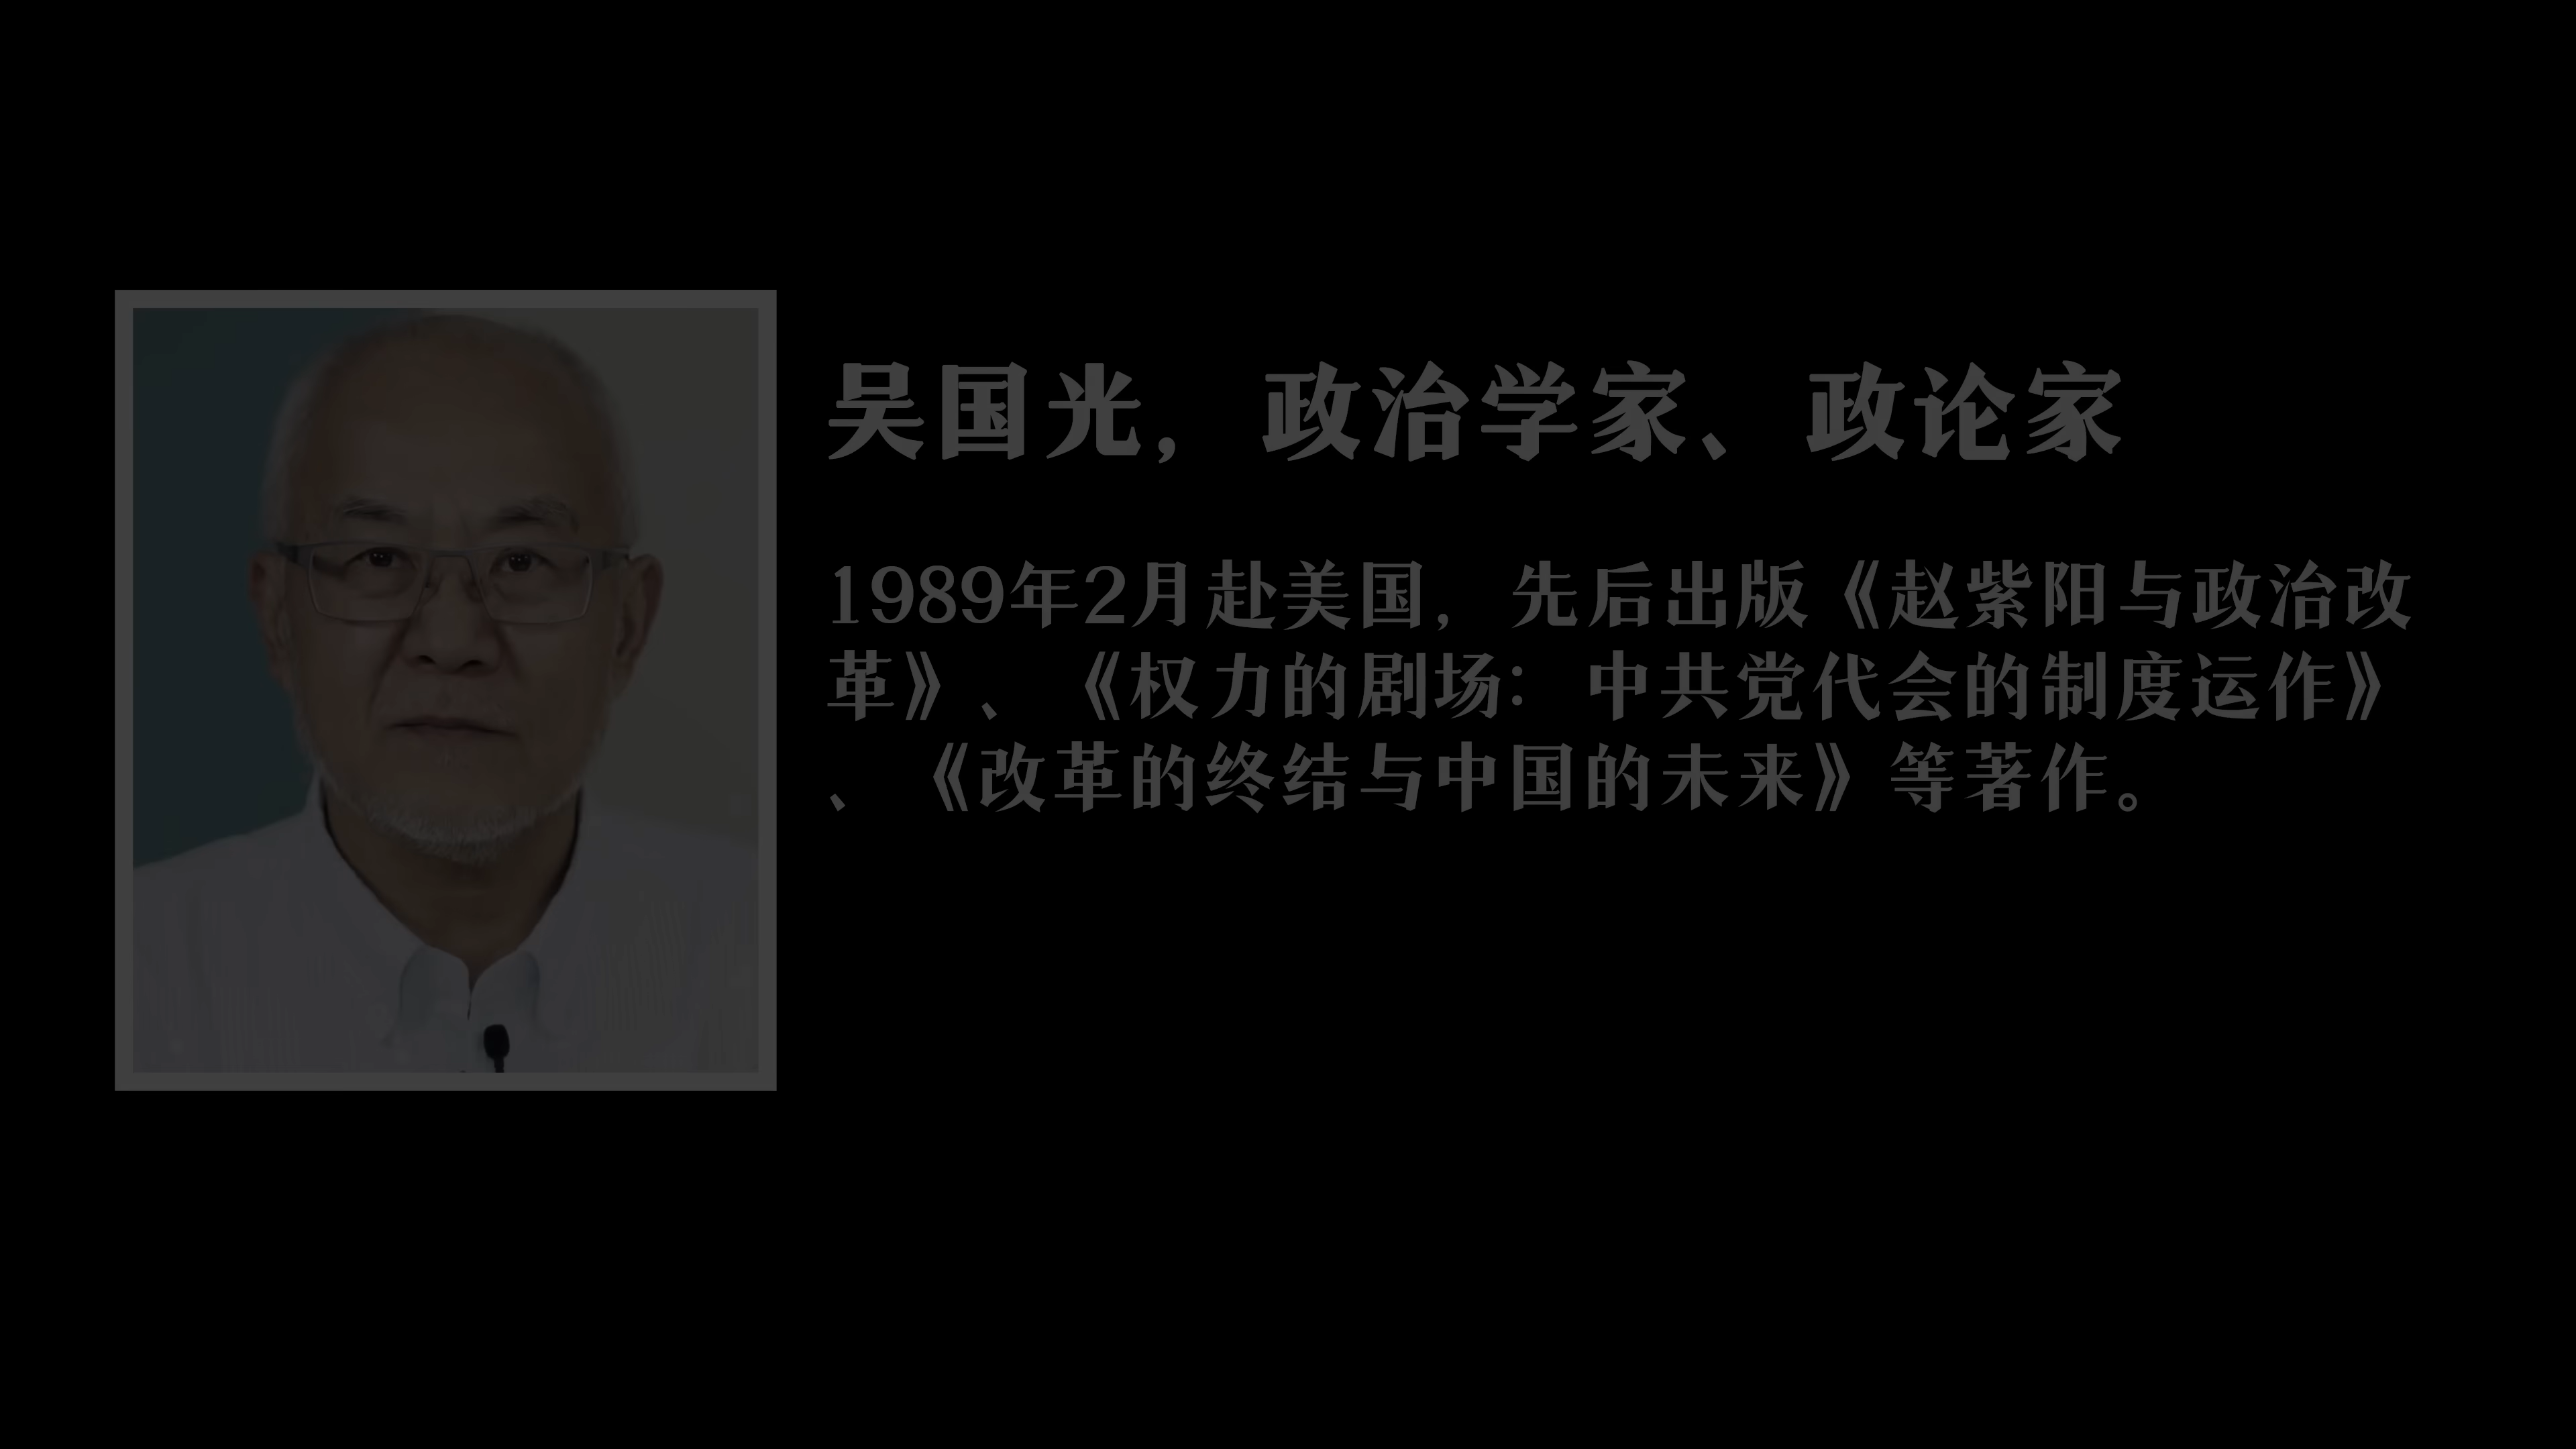 吴国光，政治学家、政论家
1989年2月赴美国，先后出版《赵紫阳与政治改
革》、《权力的剧场：中共党代会的制度运作》
、《改革的终结与中国的未来》等著作。